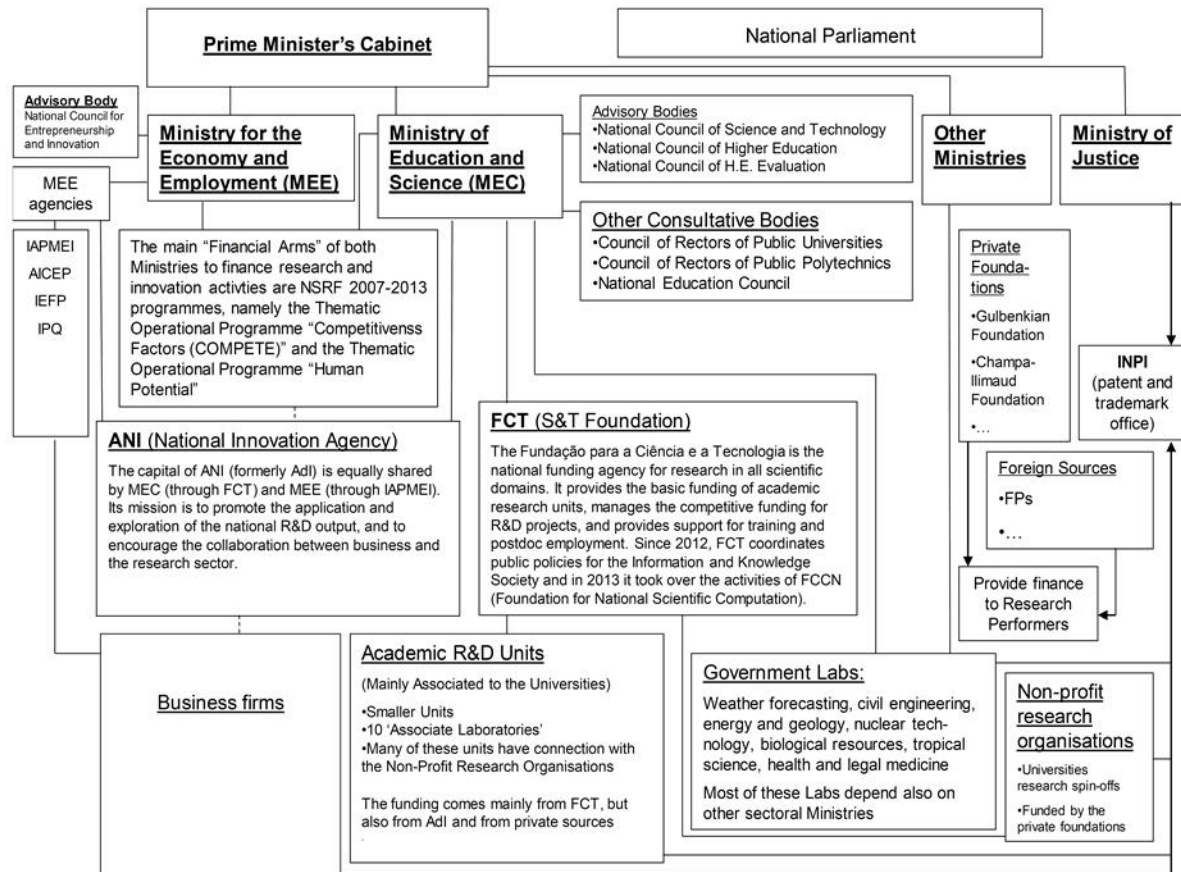 Prime Minister's Cabinet
National Parliament
Advisory Body
National Council for
Entrepreneurship
and Innovation
Ministry for the
Economy and
Employment (MEE)
Ministry of
Education and
Science (MEC)
Advisory Bodies
•National Council of Science and Technology
•National Council of Higher Education
•National Council of H.E. Evaluation
Other
Ministries
Ministry of
Justice
MEE
agencies
IAPMEI
AICEP
IEFP
IPQ
The main “Financial Arms” of both
Ministries to finance research and
innovation activties are NSRF 2007-2013
programmes, namely the Thematic
Operational Programme “Competitivenss
Factors (COMPETE)” and the Thematic
Operational Programme “Human
Potential”
Other Consultative Bodies
•Council of Rectors of Public Universities
•Council of Rectors of Public Polytechnics
•National Education Council
Private
Founda-
tions
•Gulbenkian
Foundation
•Champa-
llimaud
Foundation
•…
INPI
(patent and
trademark
office)
ANI (National Innovation Agency)
The capital of ANI (formerly AdI) is equally shared
by MEC (through FCT) and MEE (through IAPMEI).
Its mission is to promote the application and
exploration of the national R&D output, and to
encourage the collaboration between business and
the research sector.
FCT (S&T Foundation)
The Fundação para a Ciência e a Tecnologia is the
national funding agency for research in all scientific
domains. It provides the basic funding of academic
research units, manages the competitive funding for
R&D projects, and provides support for training and
postdoc employment. Since 2012, FCT coordinates
public policies for the Information and Knowledge
Society and in 2013 it took over the activities of FCCN
(Foundation for National Scientific Computation).
Foreign Sources
•FPs
•…
Provide finance
to Research
Performers
Business firms
Academic R&D Units
(Mainly Associated to the Universities)
•Smaller Units
•10 ‘Associate Laboratories’
•Many of these units have connection with
the Non-Profit Research Organisations
The funding comes mainly from FCT, but
also from AdI and from private sources
.
Government Labs:
Weather forecasting, civil engineering,
energy and geology, nuclear tech-
nology, biological resources, tropical
science, health and legal medicine
Most of these Labs depend also on
other sectoral Ministries
Non-profit
research
organisations
•Universities
research spin-offs
•Funded by the
private foundations